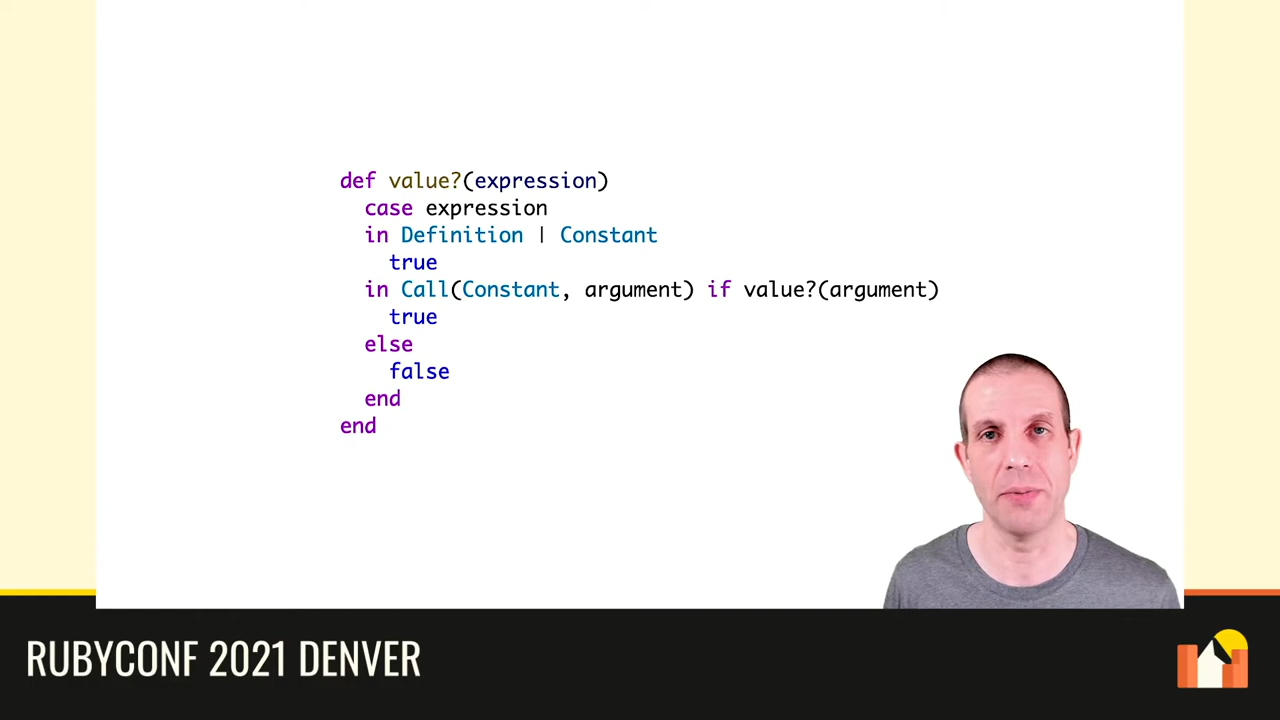 def value?(expression)
  case expression
  in Definition | Constant
    true
  in Call(Constant, argument) if value?(argument)
    true
  else
    false
  end
end
RUBYCONF 2021 DENVER